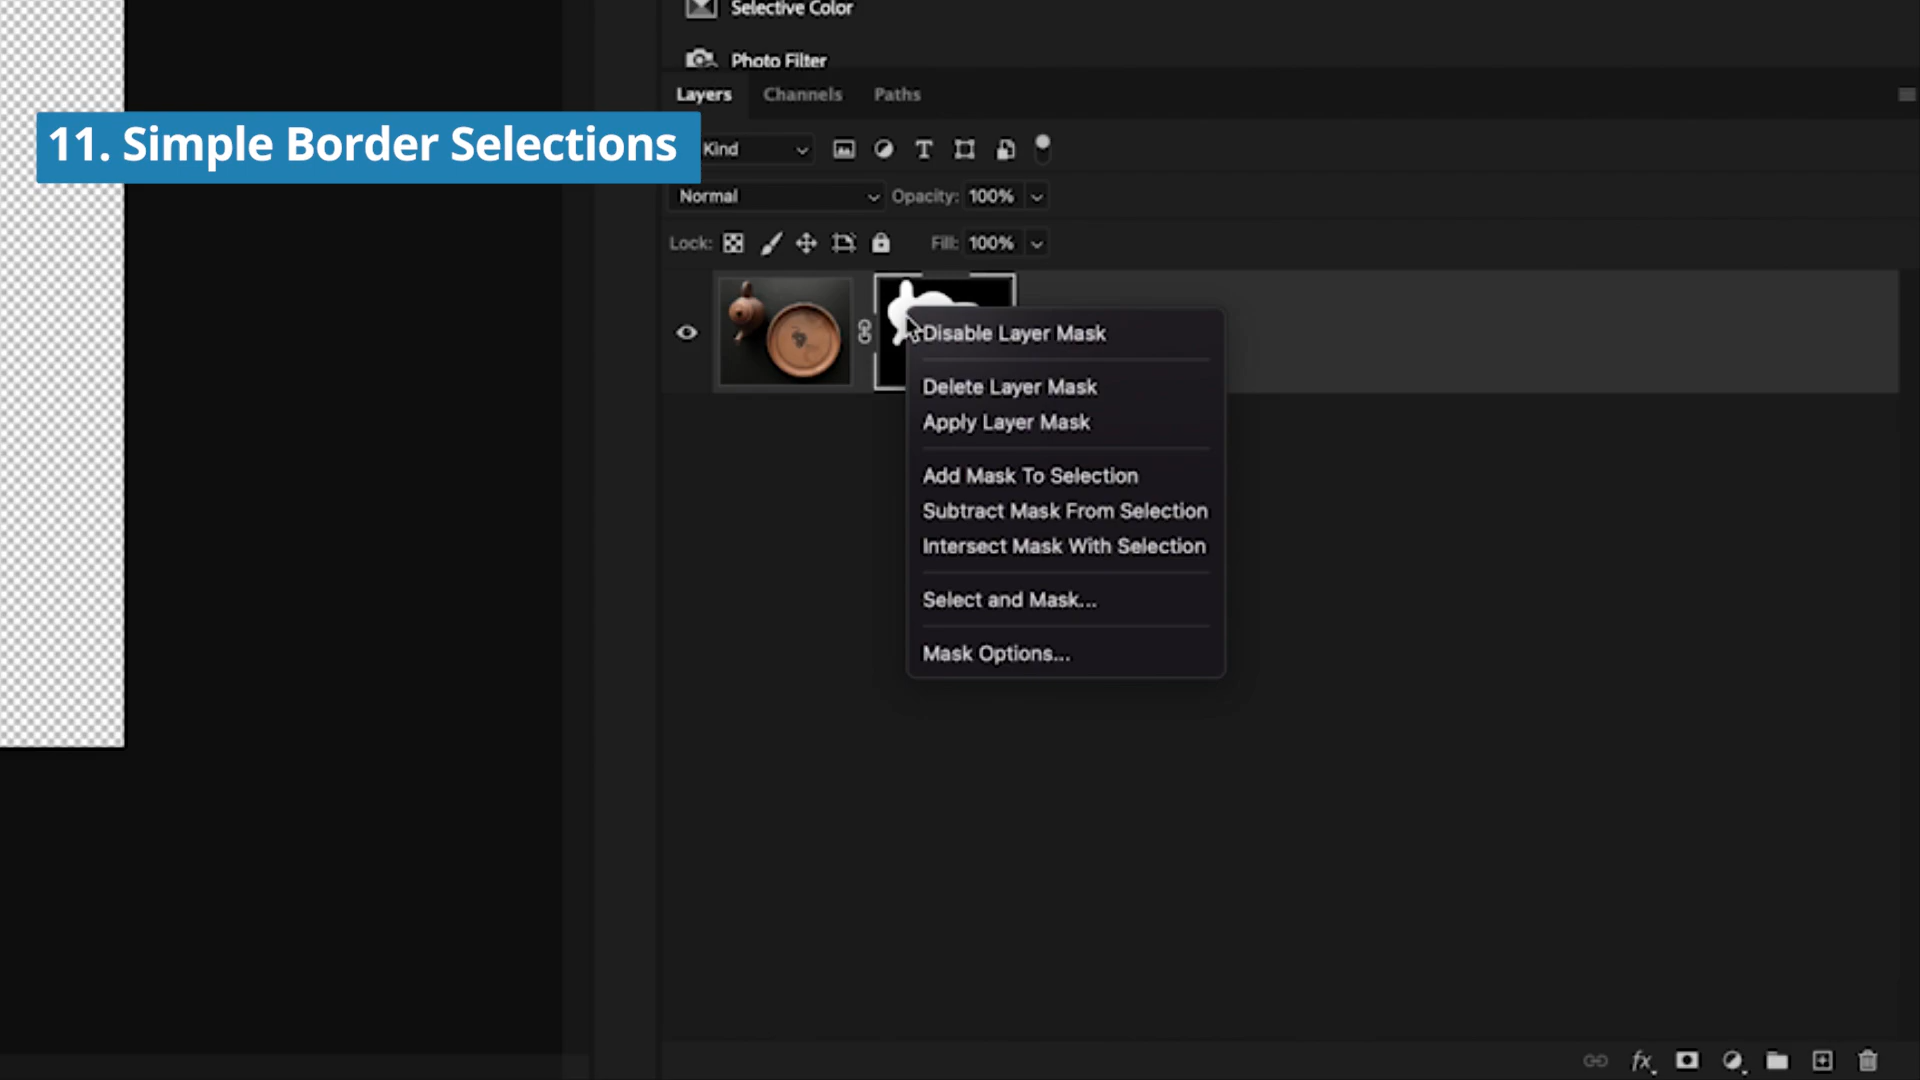 Selective Color
Photo Filter
Layers Channels Paths
11. Simple Border Selections
Kind
Normal Opacity: 100%
Lock: Fill: 100%
Disable Layer Mask
Delete Layer Mask
Apply Layer Mask
Add Mask To Selection
Subtract Mask From Selection
Intersect Mask With Selection
Select and Mask...
Mask Options...
fx